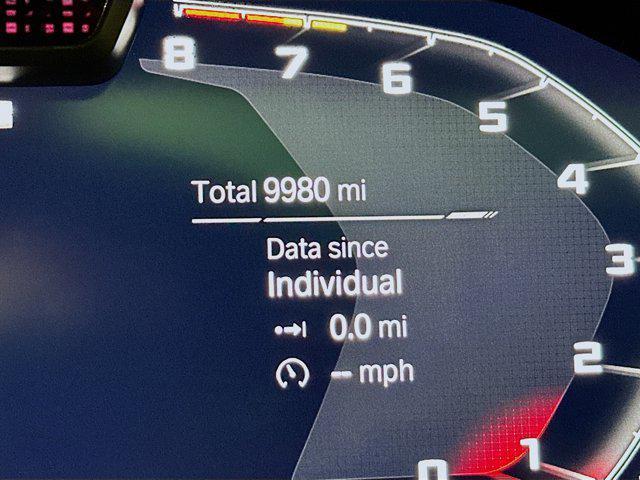 8
7
6
5
4
3
2
1
0
Total 9980 mi
Data since
Individual
0.0 mi
-- mph